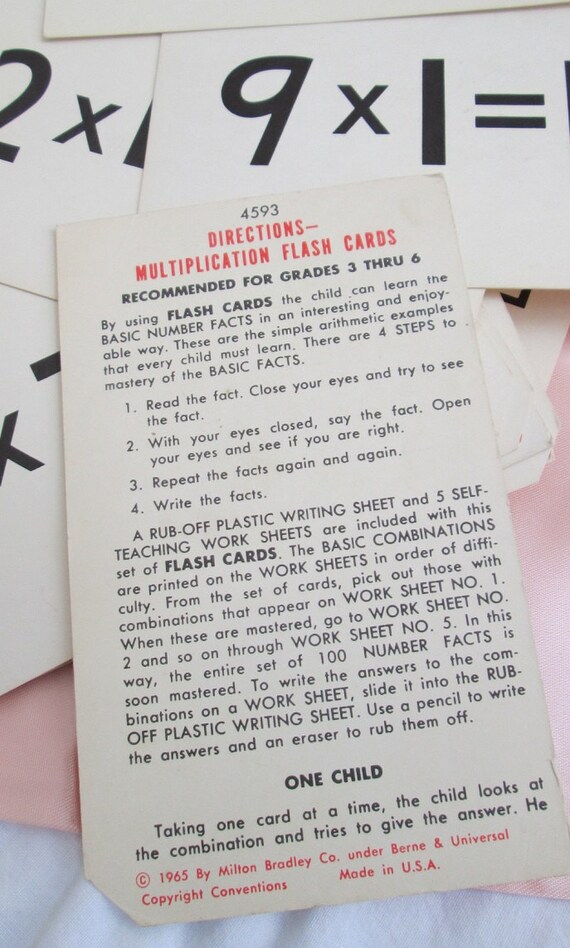 2 x
9 x 1 =
x
4593
DIRECTIONS—
MULTIPLICATION FLASH CARDS
RECOMMENDED FOR GRADES 3 THRU 6
By using FLASH CARDS the child can learn the
BASIC NUMBER FACTS in an interesting and enjoy-
able way. These are the simple arithmetic examples
that every child must learn. There are 4 STEPS to
mastery of the BASIC FACTS.
1. Read the fact. Close your eyes and try to see
the fact.
2. With your eyes closed, say the fact. Open
your eyes and see if you are right.
3. Repeat the facts again and again.
4. Write the facts.
A RUB-OFF PLASTIC WRITING SHEET and 5 SELF-
TEACHING WORK SHEETS are included with this
set of FLASH CARDS. The BASIC COMBINATIONS
are printed on the WORK SHEETS in order of diffi-
culty. From the set of cards, pick out those with
combinations that appear on WORK SHEET NO. 1.
When these are mastered, go to WORK SHEET NO.
2 and so on through WORK SHEET NO. 5. In this
way, the entire set of 100 NUMBER FACTS is
soon mastered. To write the answers to the com-
binations on a WORK SHEET, slide it into the RUB-
OFF PLASTIC WRITING SHEET. Use a pencil to write
the answers and an eraser to rub them off.
ONE CHILD
Taking one card at a time, the child looks at
the combination and tries to give the answer. He
© 1965 By Milton Bradley Co. under Berne & Universal
Copyright Conventions Made in U.S.A.